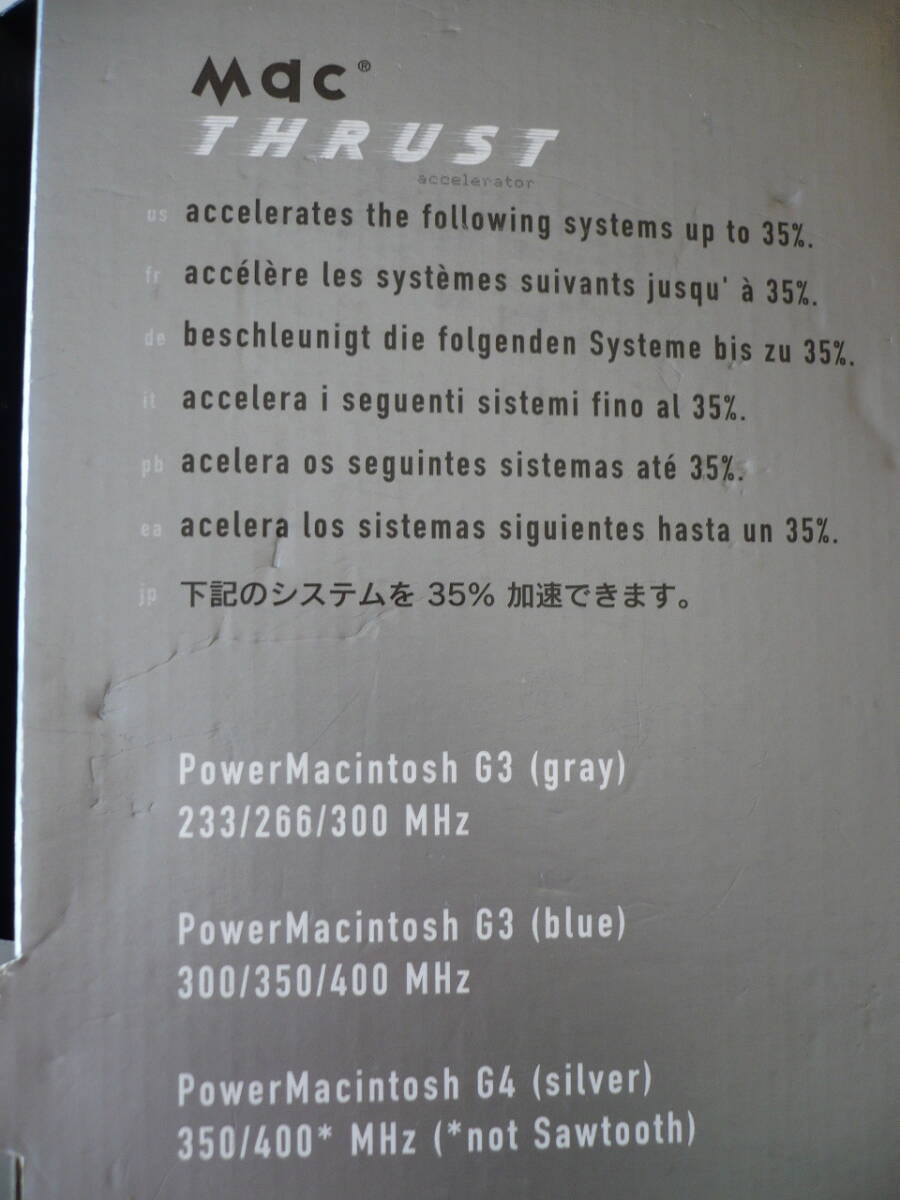 Mac®
THRUST
accelerator
us accelerates the following systems up to 35%.
fr accélère les systèmes suivants jusqu' à 35%.
de beschleunigt die folgenden Systeme bis zu 35%.
it accelera i seguenti sistemi fino al 35%.
pb acelera os seguintes sistemas até 35%.
ea acelera los sistemas siguientes hasta un 35%.
jp 下記のシステムを 35% 加速できます。
PowerMacintosh G3 (gray)
233/266/300 MHz
PowerMacintosh G3 (blue)
300/350/400 MHz
PowerMacintosh G4 (silver)
350/400* MHz (*not Sawtooth)